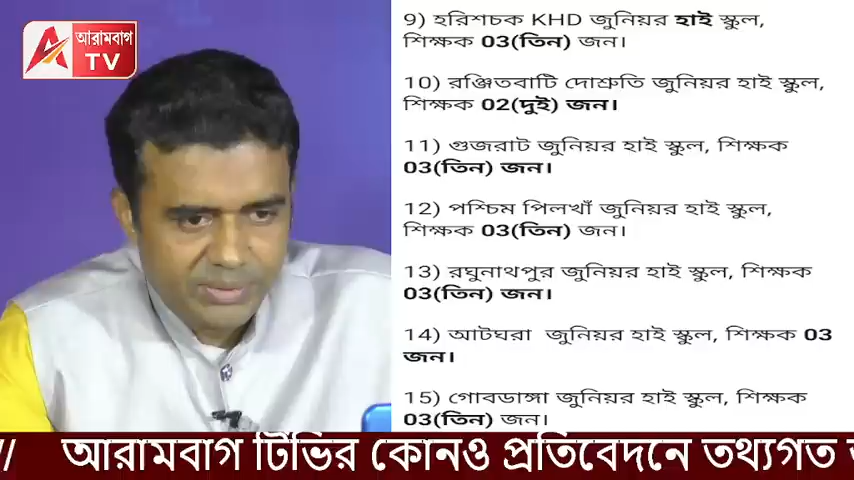 আরামবাগ
TV
9) হরিশচক KHD জুনিয়র হাই স্কুল,
শিক্ষক 03(তিন) জন।
10) রঞ্জিতবাটি দোশ্রুতি জুনিয়র হাই স্কুল,
শিক্ষক 02(দুই) জন।
11) গুজরাট জুনিয়র হাই স্কুল, শিক্ষক
03(তিন) জন।
12) পশ্চিম পিলখাঁ জুনিয়র হাই স্কুল,
শিক্ষক 03(তিন) জন।
13) রঘুনাথপুর জুনিয়র হাই স্কুল, শিক্ষক
03(তিন) জন।
14) আটঘরা জুনিয়র হাই স্কুল, শিক্ষক 03
জন।
15) গোবডাঙ্গা জুনিয়র হাই স্কুল, শিক্ষক
03(তিন) জন।
// আরামবাগ টিভির কোনও প্রতিবেদনে তথ্যগত